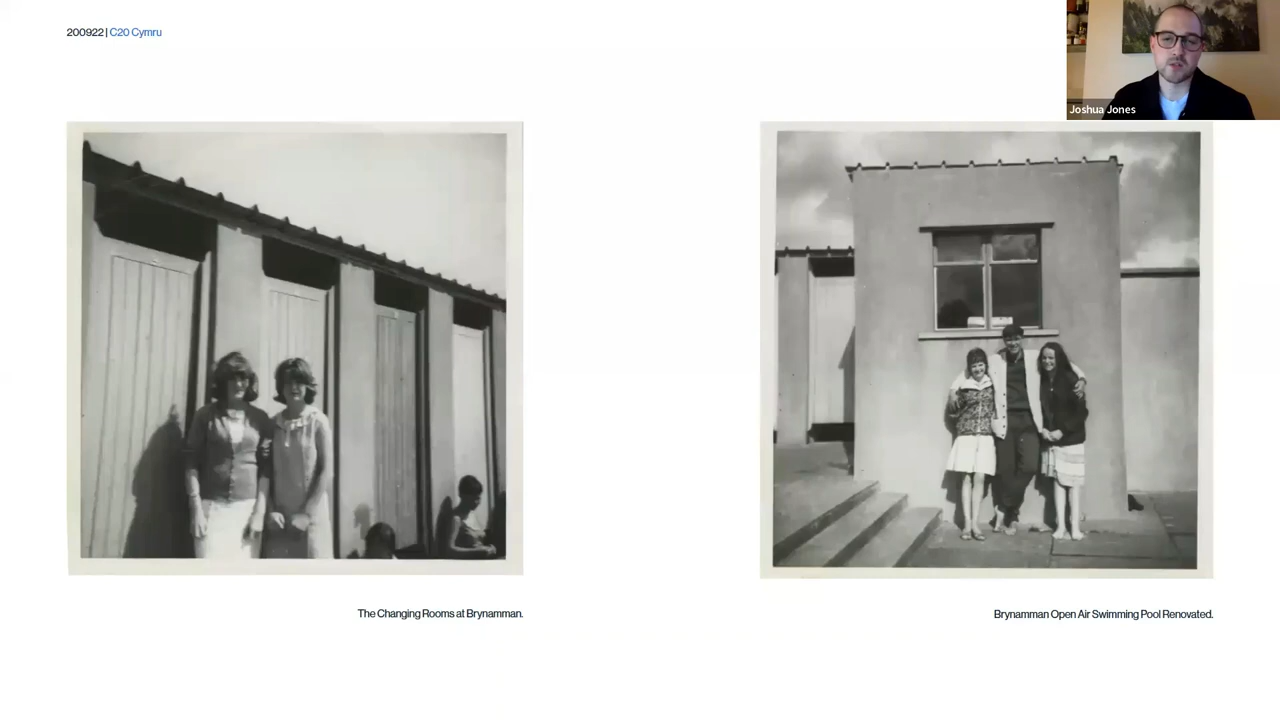 200922 | C20 Cymru
Joshua Jones
The Changing Rooms at Brynamman.
Brynamman Open Air Swimming Pool Renovated.